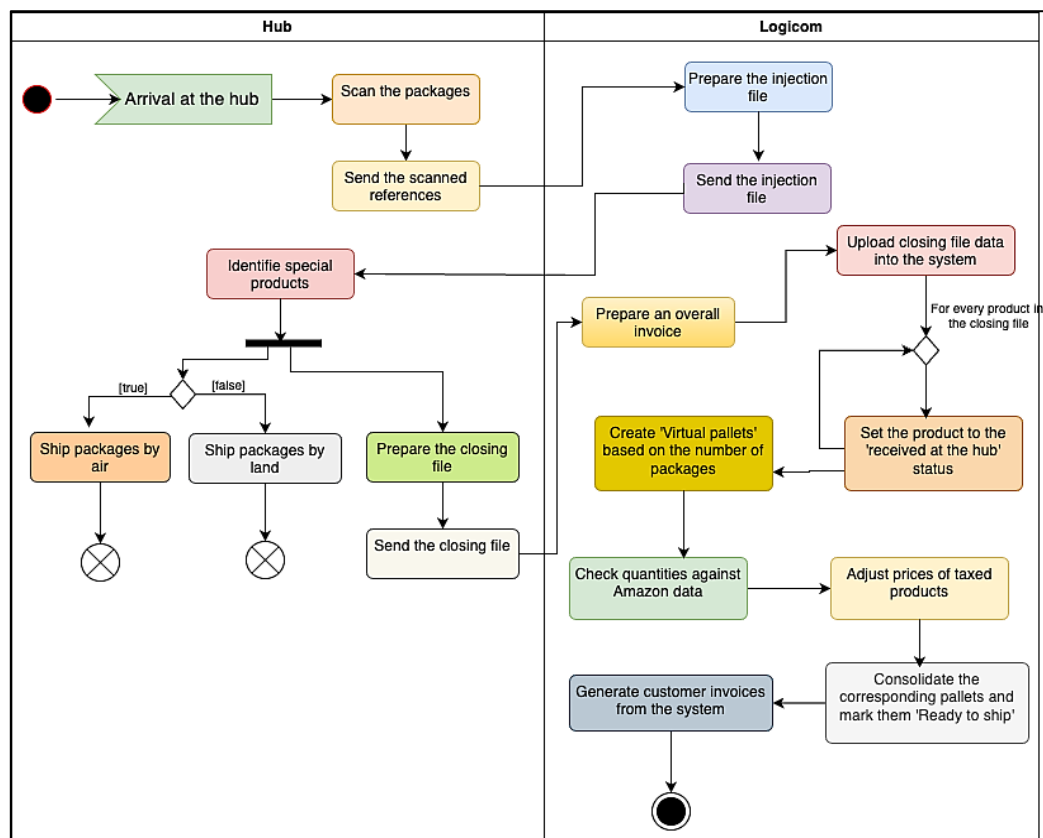 Hub
Logicom
Arrival at the hub
Scan the packages
Prepare the injection
file
Send the scanned
references
Send the injection
file
Identifie special
products
Upload closing file data
into the system
Prepare an overall
invoice
For every product in
the closing file
[true]
[false]
Ship packages by
air
Ship packages by
land
Prepare the closing
file
Create 'Virtual pallets'
based on the number of
packages
Set the product to the
'received at the hub'
status
Send the closing file
Check quantities against
Amazon data
Adjust prices of taxed
products
Generate customer invoices
from the system
Consolidate the
corresponding pallets and
mark them 'Ready to ship'